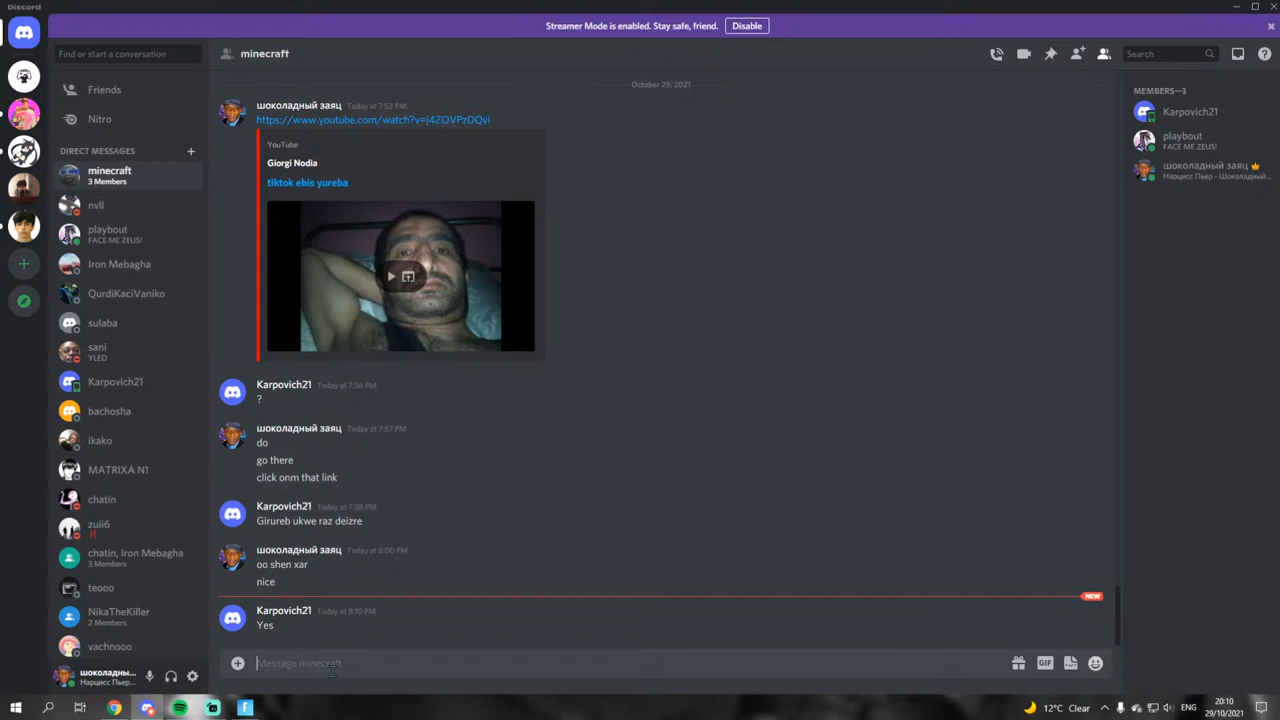 Discord
Streamer Mode is enabled. Stay safe, friend.
Disable
Find or start a conversation
minecraft
Search
Friends
Nitro
DIRECT MESSAGES
minecraft
3 Members
nvll
playbout
FACE ME ZEUS!
Iron Mebagha
QurdiKaciVaniko
sulaba
sani
YLEO
Karpovich21
bachosha
ikako
MATRIXA N1
chatin
zuii6
chatin, Iron Mebagha
3 Members
teooo
NikaTheKiller
2 Members
vachnooo
шоколадны...
Нарцисс Пьер...
October 29, 2021
шоколадный заяц Today at 7:52 PM
https://www.youtube.com/watch?v=j4ZOVPzDQvI
YouTube
Giorgi Nodia
tiktok ebis yureba
Karpovich21 Today at 7:56 PM
?
шоколадный заяц Today at 7:57 PM
do
go there
click onm that link
Karpovich21 Today at 7:58 PM
Girureb ukwe raz deizre
шоколадный заяц Today at 8:00 PM
oo shen xar
nice
NEW
Karpovich21 Today at 8:10 PM
Yes
Message minecraft
GIF
MEMBERS—3
Karpovich21
playbout
FACE ME ZEUS!
шоколадный заяц
Нарцисс Пьер - Шоколадный...
12°C Clear
ENG
20:10
29/10/2021